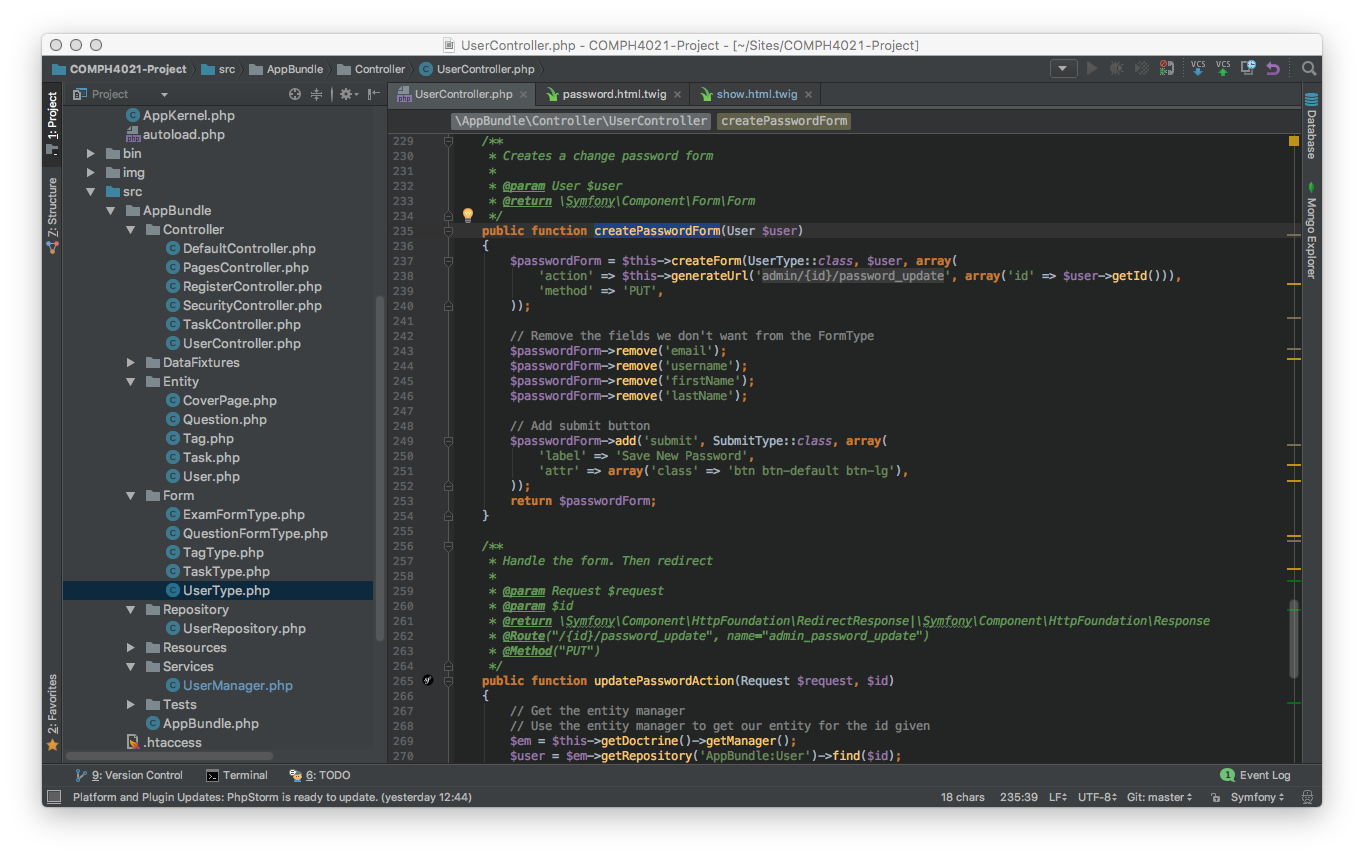 UserController.php - COMPH4021-Project - [~/Sites/COMPH4021-Project]
COMPH4021-Project src AppBundle Controller UserController.php
VCS VCS
1: Project
Z: Structure
2: Favorites
Project
AppKernel.php
autoload.php
bin
img
src
AppBundle
Controller
DefaultController.php
PagesController.php
RegisterController.php
SecurityController.php
TaskController.php
UserController.php
DataFixtures
Entity
CoverPage.php
Question.php
Tag.php
Task.php
User.php
Form
ExamFormType.php
QuestionFormType.php
TagType.php
TaskType.php
UserType.php
Repository
UserRepository.php
Resources
Services
UserManager.php
Tests
AppBundle.php
.htaccess
UserController.php password.html.twig show.html.twig
\AppBundle\Controller\UserController createPasswordForm
229 /**
230 * Creates a change password form
231 *
232 * @param User $user
233 * @return \Symfony\Component\Form\Form
234 */
235 public function createPasswordForm(User $user)
236 {
237 $passwordForm = $this->createForm(UserType::class, $user, array(
238 'action' => $this->generateUrl('admin/{id}/password_update', array('id' => $user->getId())),
239 'method' => 'PUT',
240 ));
241
242 // Remove the fields we don't want from the FormType
243 $passwordForm->remove('email');
244 $passwordForm->remove('username');
245 $passwordForm->remove('firstName');
246 $passwordForm->remove('lastName');
247
248 // Add submit button
249 $passwordForm->add('submit', SubmitType::class, array(
250 'label' => 'Save New Password',
251 'attr' => array('class' => 'btn btn-default btn-lg'),
252 ));
253 return $passwordForm;
254 }
255
256 /**
257 * Handle the form. Then redirect
258 *
259 * @param Request $request
260 * @param $id
261 * @return \Symfony\Component\HttpFoundation\RedirectResponse|\Symfony\Component\HttpFoundation\Response
262 * @Route("/{id}/password_update", name="admin_password_update")
263 * @Method("PUT")
264 */
265 public function updatePasswordAction(Request $request, $id)
266 {
267 // Get the entity manager
268 // Use the entity manager to get our entity for the id given
269 $em = $this->getDoctrine()->getManager();
270 $user = $em->getRepository('AppBundle:User')->find($id);
Database
Mongo Explorer
9: Version Control Terminal 6: TODO 1 Event Log
Platform and Plugin Updates: PhpStorm is ready to update. (yesterday 12:44) 18 chars 235:39 LF UTF-8 Git: master Symfony